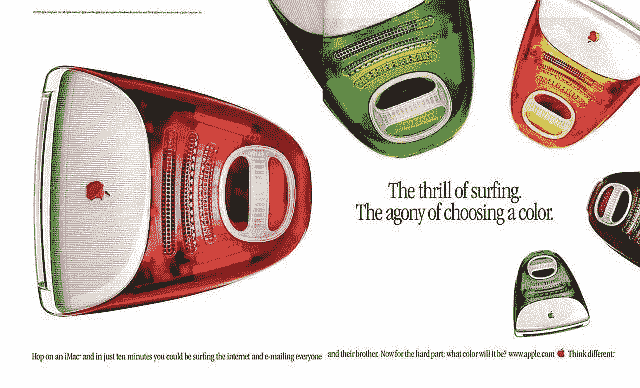 The thrill of surfing.
The agony of choosing a color.
Hop on an iMac and in just ten minutes you could be surfing the internet and e-mailing everyone and their brother. Now for the hard part: what color will it be? www.apple.com Think different.